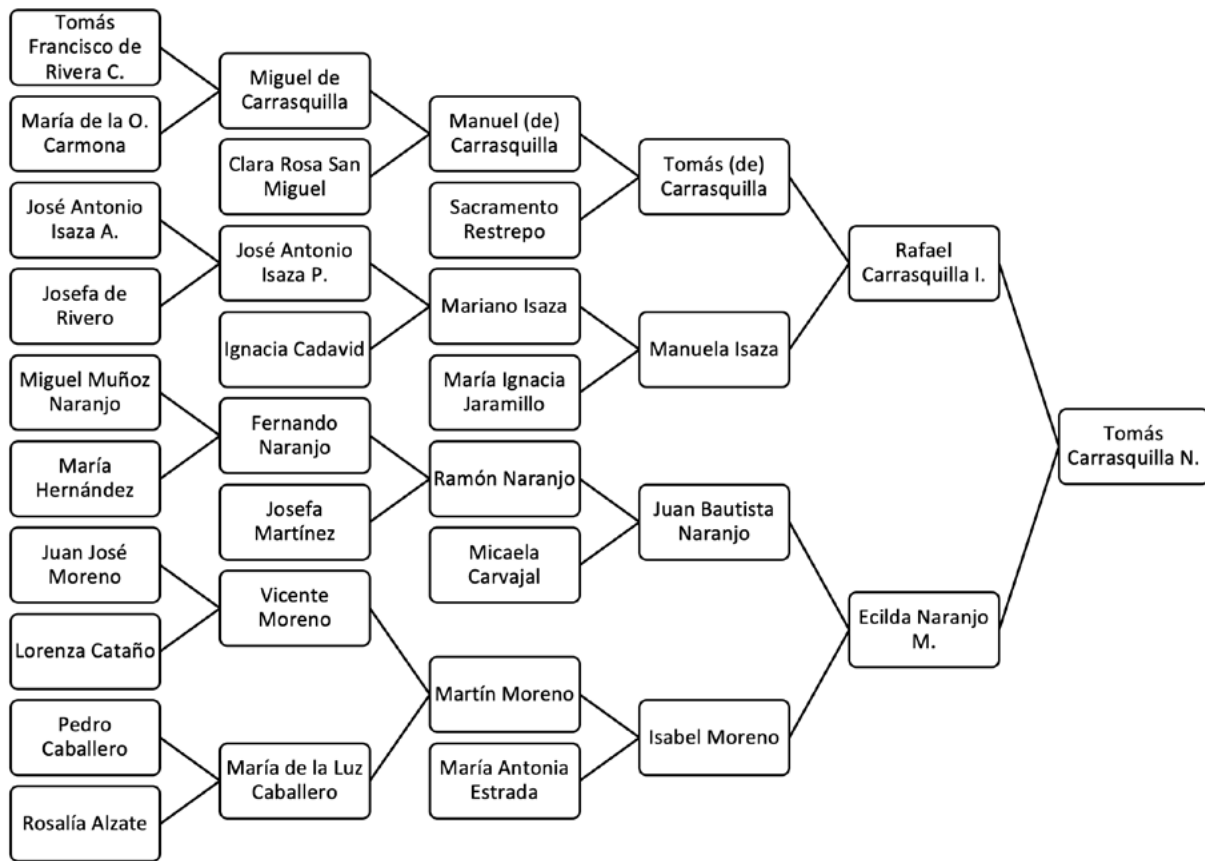 Tomás
Francisco de
Rivera C.
María de la O.
Carmona
José Antonio
Isaza A.
Josefa de
Rivero
Miguel Muñoz
Naranjo
María
Hernández
Juan José
Moreno
Lorenza Cataño
Pedro
Caballero
Rosalía Alzate
Miguel de
Carrasquilla
Clara Rosa San
Miguel
José Antonio
Isaza P.
Ignacia Cadavid
Fernando
Naranjo
Josefa
Martínez
Vicente
Moreno
María de la Luz
Caballero
Manuel (de)
Carrasquilla
Sacramento
Restrepo
Mariano Isaza
María Ignacia
Jaramillo
Ramón Naranjo
Micaela
Carvajal
Martín Moreno
María Antonia
Estrada
Tomás (de)
Carrasquilla
Manuela Isaza
Juan Bautista
Naranjo
Isabel Moreno
Rafael
Carrasquilla I.
Ecilda Naranjo
M.
Tomás
Carrasquilla N.